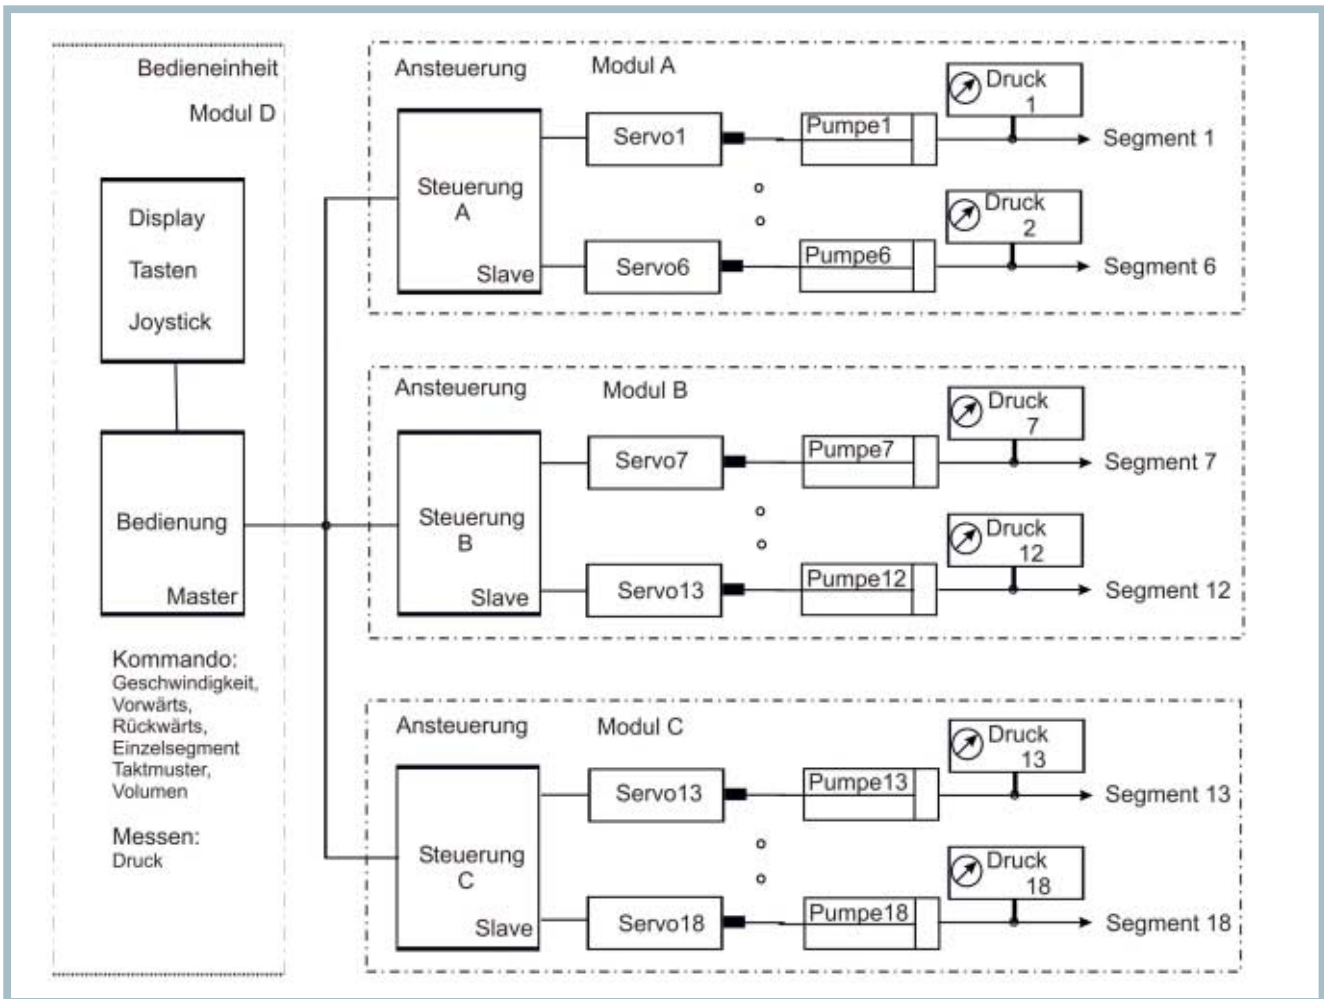 Bedieneinheit
Modul D
Display
Tasten
Joystick
Bedienung
Master
Kommando:
Geschwindigkeit,
Vorwärts,
Rückwärts,
Einzelsegment
Taktmuster,
Volumen
Messen:
Druck
Ansteuerung
Modul A
Steuerung
A
Slave
Servo1
Pumpe1
Druck
1
Segment 1
Servo6
Pumpe6
Druck
2
Segment 6
Ansteuerung
Modul B
Steuerung
B
Slave
Servo7
Pumpe7
Druck
7
Segment 7
Servo13
Pumpe12
Druck
12
Segment 12
Ansteuerung
Modul C
Steuerung
C
Slave
Servo13
Pumpe13
Druck
13
Segment 13
Servo18
Pumpe18
Druck
18
Segment 18